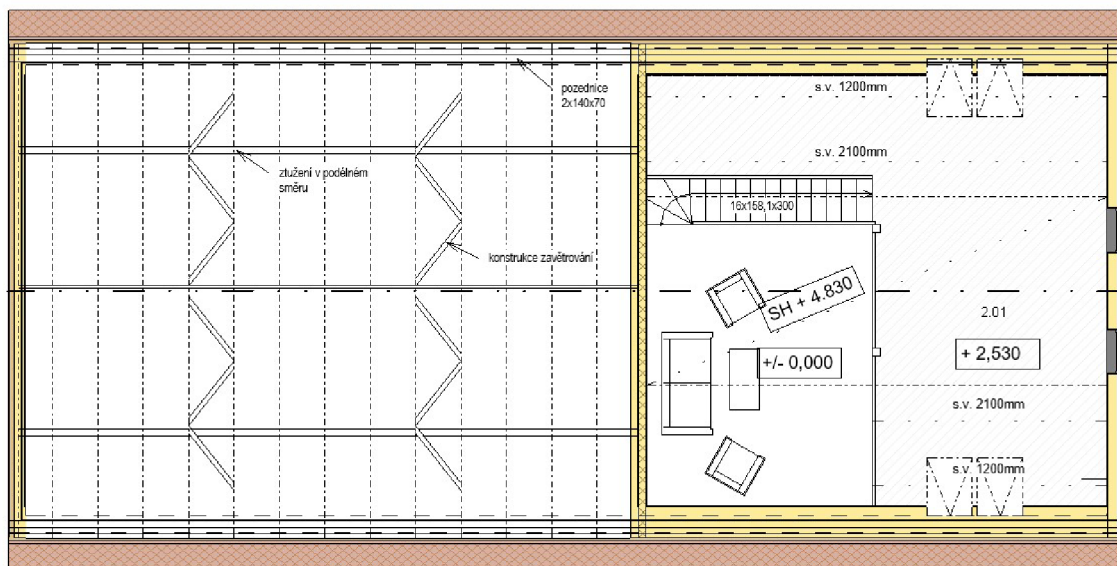 s.v. 1200mm
pozednice
2x140x70
s.v. 2100mm
ztužení v podélném
směru
16x158,1x300
konstrukce zavětrování
SH + 4.830
2.01
+/- 0,000
+ 2,530
s.v. 2100mm
s.v. 1200mm